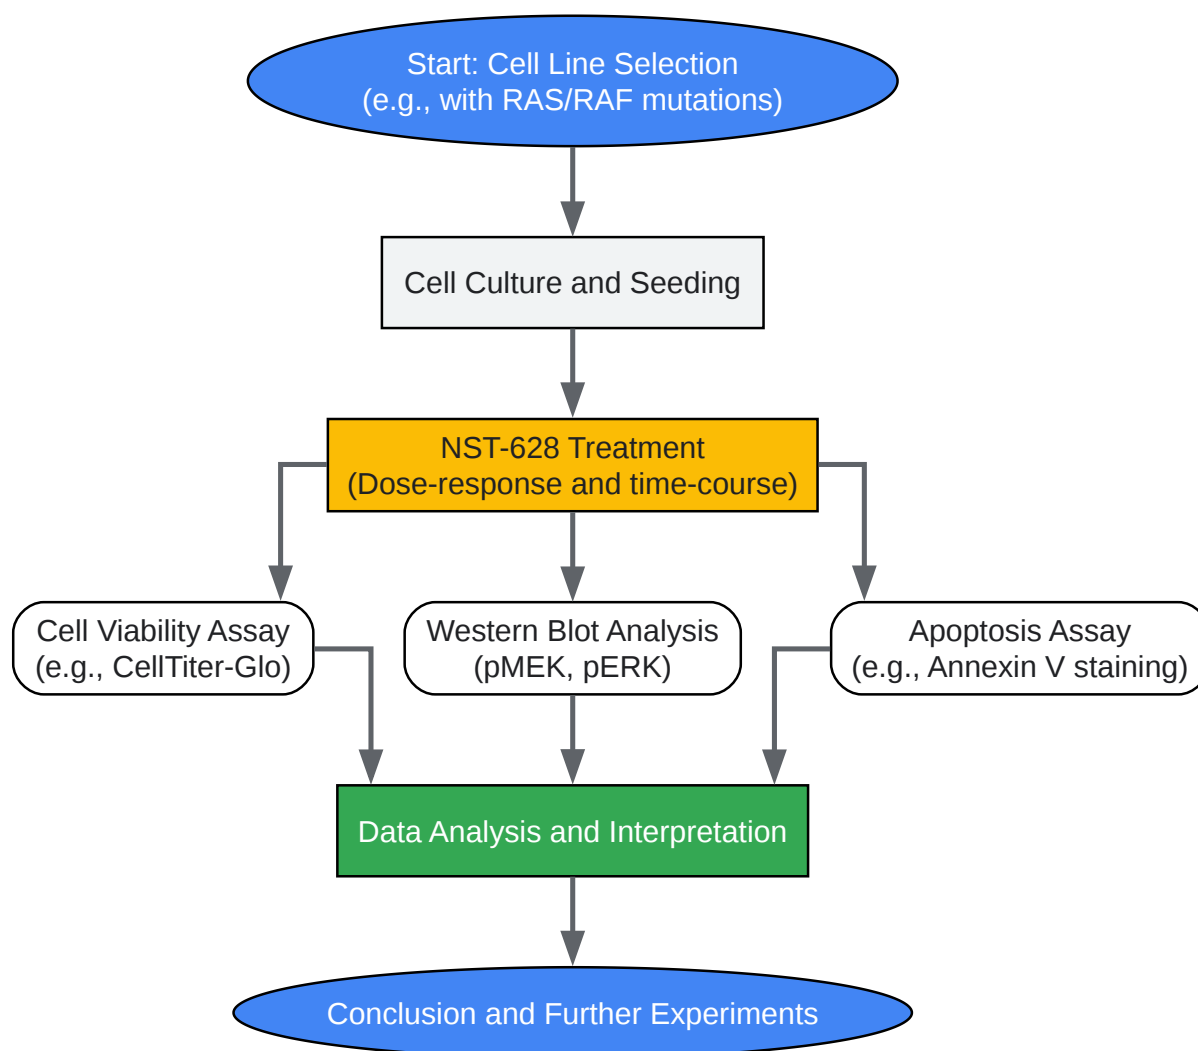 Start: Cell Line Selection
(e.g., with RAS/RAF mutations)
Cell Culture and Seeding
NST-628 Treatment
(Dose-response and time-course)
Cell Viability Assay
(e.g., CellTiter-Glo)
Western Blot Analysis
(pMEK, pERK)
Apoptosis Assay
(e.g., Annexin V staining)
Data Analysis and Interpretation
Conclusion and Further Experiments